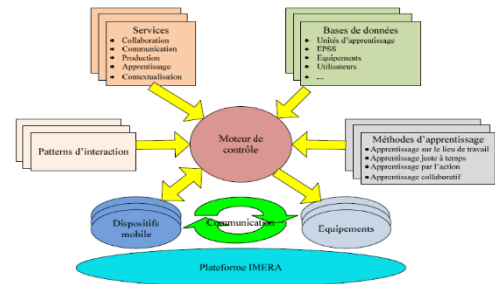 Services
• Collaboration
• Communication
• Production
• Apprentissage
• Contextualisation
Bases de données
• Unités d'apprentissage
• EPSS
• Equipements
• Utilisateurs
• ....
Patterns d'interaction
Moteur de
contrôle
Méthodes d'apprentissage
• Apprentissage sur le lieu de travail
• Apprentissage juste à temps
• Apprentissage par l'action
• Apprentissage collaboratif
Dispositifs
mobile
Communication
Equipements
Plateforme IMERA